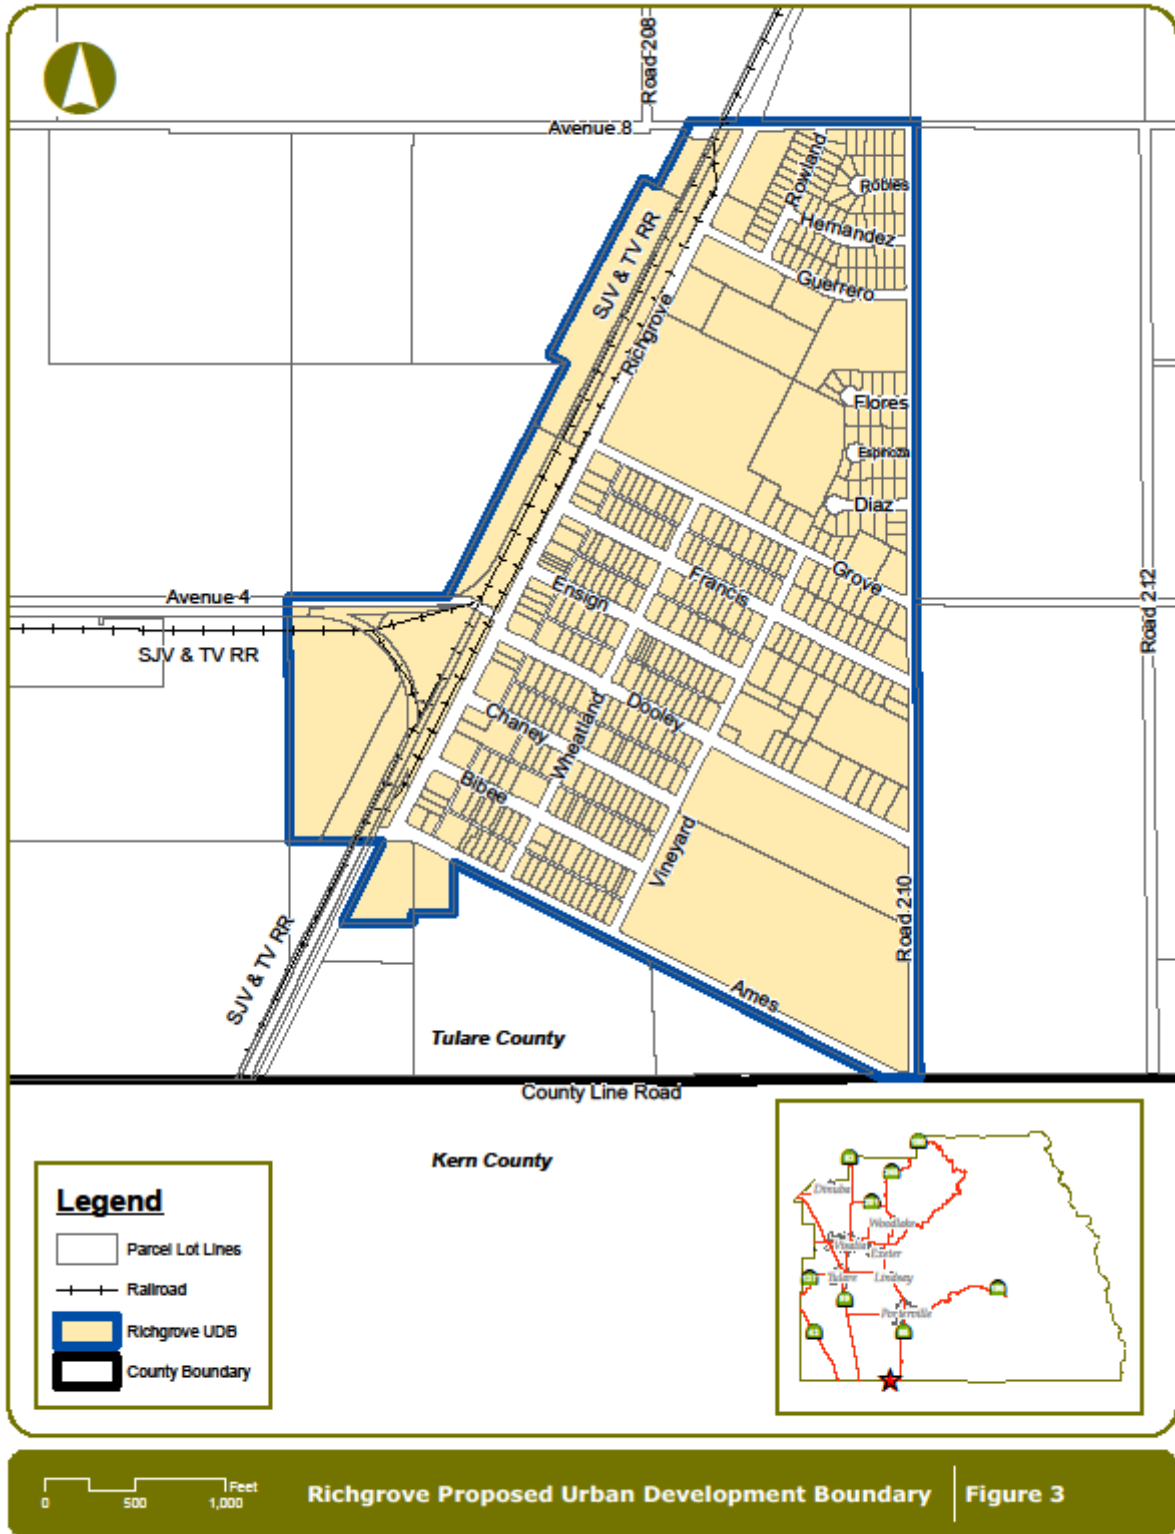 Road 208
Avenue 8
Rowland
Robles
Hernandez
Guerrero
SJV & TV RR
Richgrove
Flores
Espinoza
Diaz
Grove
Francis
Ensign
Avenue 4
SJV & TV RR
Road 212
Dooley
Wheatland
Chaney
Bibee
Vineyard
Road 210
SJV & TV RR
Ames
Tulare County
County Line Road
Kern County
Legend
Parcel Lot Lines
Railroad
Richgrove UDB
County Boundary
Dinuba
Woodlake
Visalia
Exeter
Tulare
Lindsay
Porterville
Feet
0 500 1,000
Richgrove Proposed Urban Development Boundary Figure 3